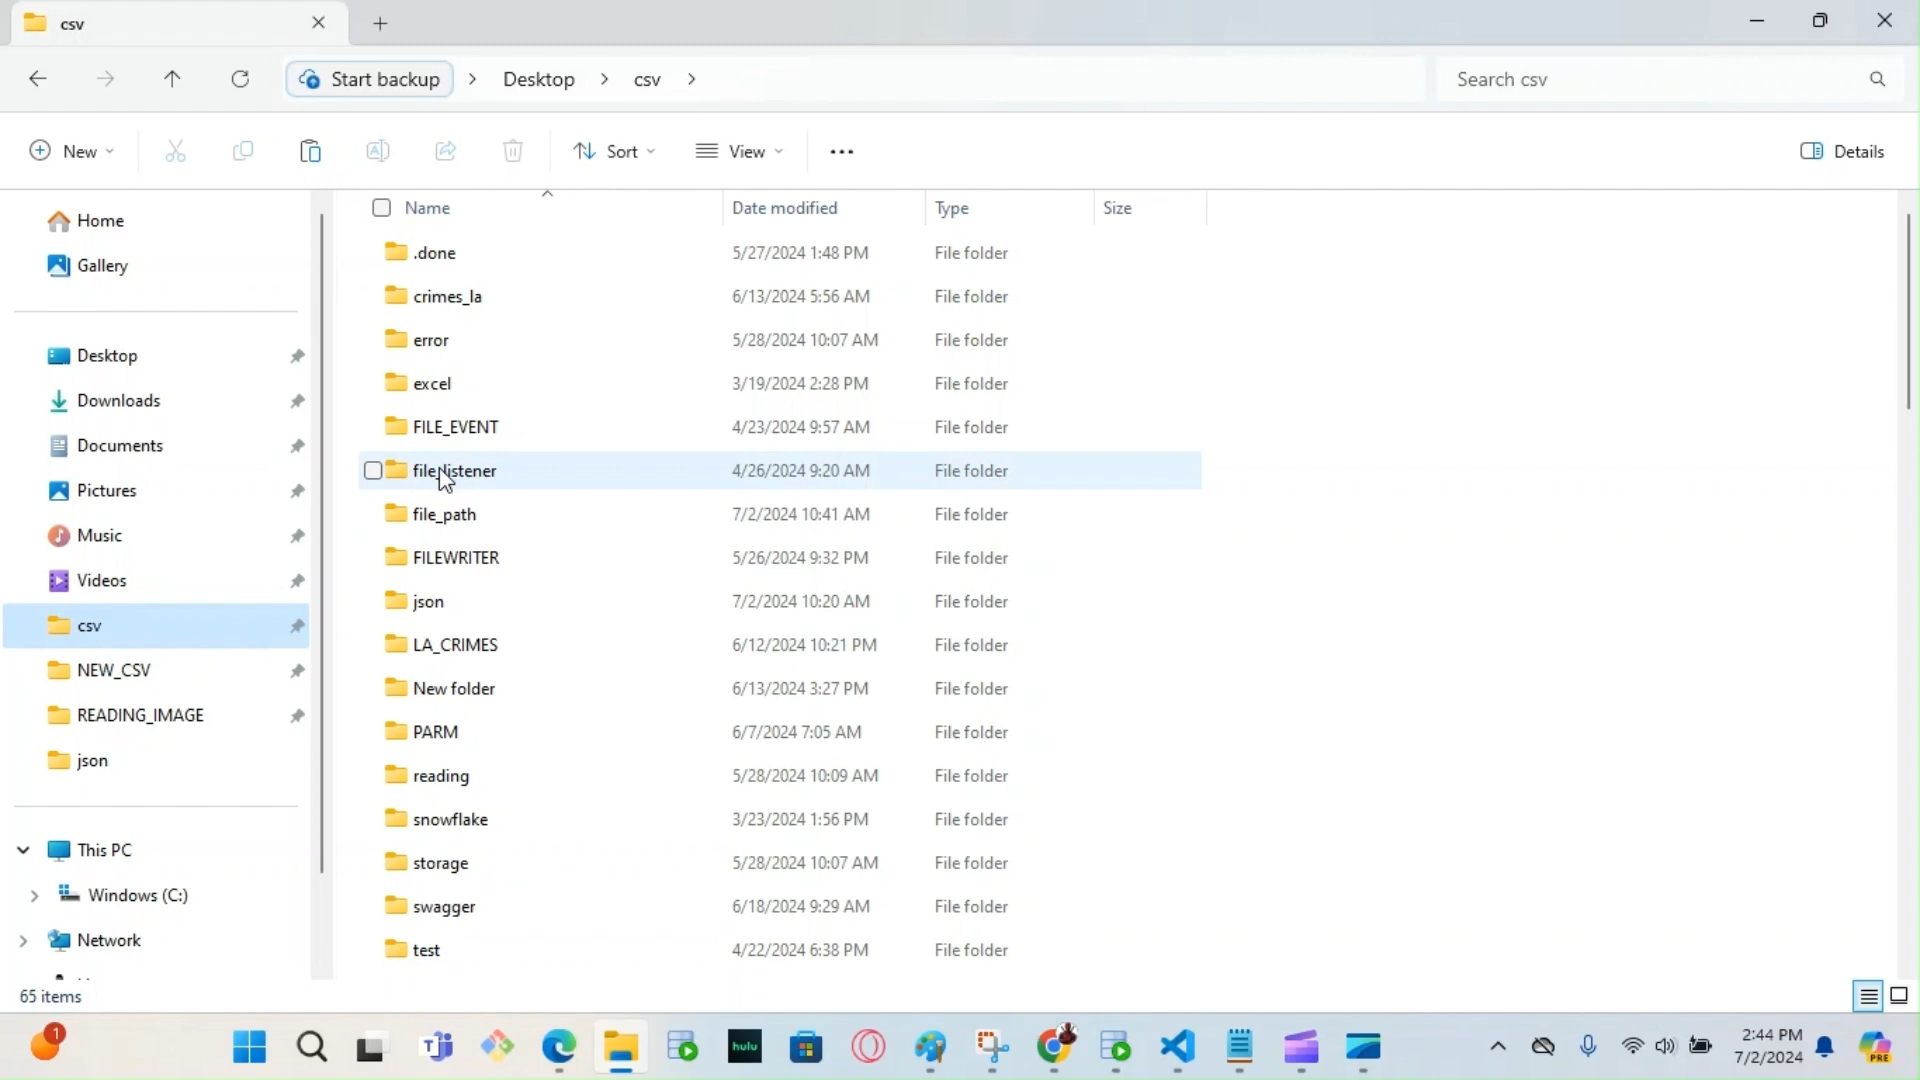 csv
Start backup > Desktop > csv >
Search csv
New
Sort
View
Details
Home
Gallery
Desktop
Downloads
Documents
Pictures
Music
Videos
csv
NEW_CSV
READING_IMAGE
json
This PC
Windows (C:)
Network
Name Date modified Type Size
.done 5/27/2024 1:48 PM File folder
crimes_la 6/13/2024 5:56 AM File folder
error 5/28/2024 10:07 AM File folder
excel 3/19/2024 2:28 PM File folder
FILE_EVENT 4/23/2024 9:57 AM File folder
file_listener 4/26/2024 9:20 AM File folder
file_path 7/2/2024 10:41 AM File folder
FILEWRITER 5/26/2024 9:32 PM File folder
json 7/2/2024 10:20 AM File folder
LA_CRIMES 6/12/2024 10:21 PM File folder
New folder 6/13/2024 3:27 PM File folder
PARM 6/7/2024 7:05 AM File folder
reading 5/28/2024 10:09 AM File folder
snowflake 3/23/2024 1:56 PM File folder
storage 5/28/2024 10:07 AM File folder
swagger 6/18/2024 9:29 AM File folder
test 4/22/2024 6:38 PM File folder
65 items
1
hulu
2:44 PM
7/2/2024
PRE